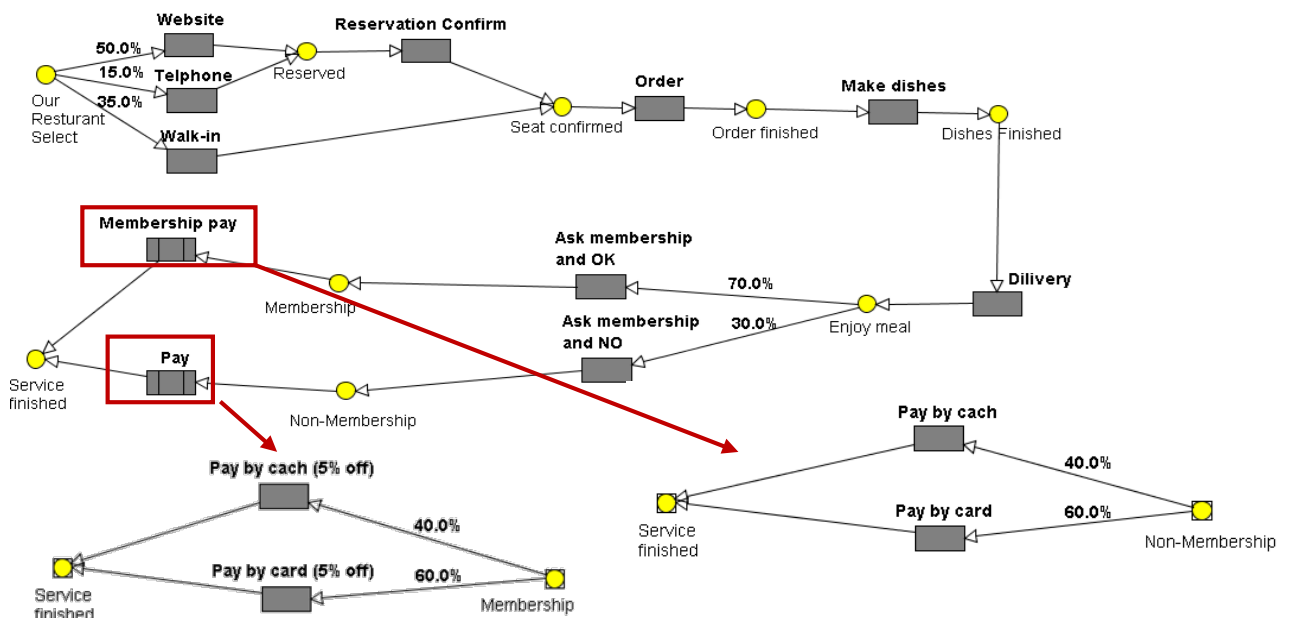 Website
Reservation Confirm
50.0%
15.0%
Telphone
Reserved
35.0%
Our
Resturant
Select
Walk-in
Seat confirmed
Order
Order finished
Make dishes
Dishes Finished
Membership pay
Ask membership
and OK
70.0%
Dilivery
Membership
Ask membership
and NO
30.0%
Enjoy meal
Pay
Service
finished
Non-Membership
Pay by cach (5% off)
40.0%
Pay by card (5% off)
60.0%
Service
finished
Membership
Pay by cach
40.0%
Pay by card
60.0%
Service
finished
Non-Membership